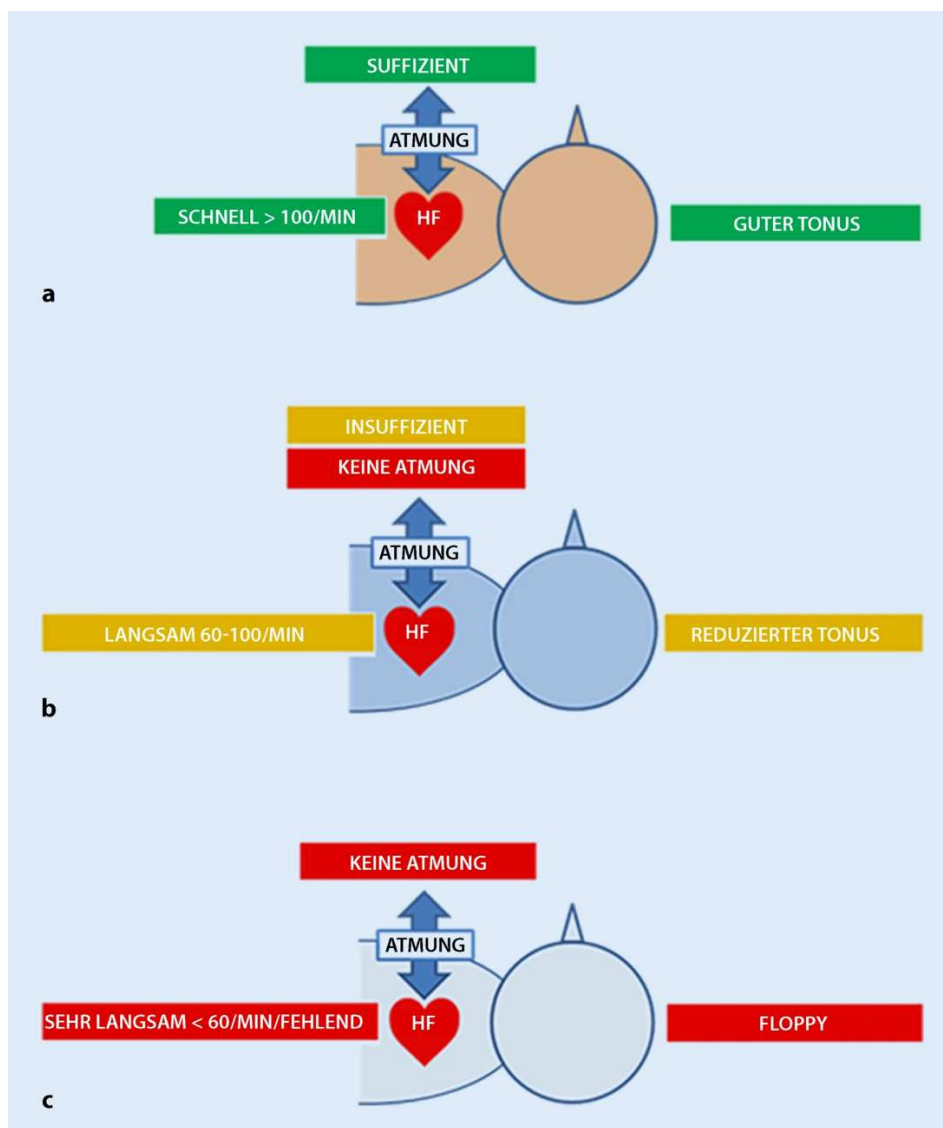 SUFFIZIENT
ATMUNG
SCHNELL > 100/MIN
HF
GUTER TONUS
a
INSUFFIZIENT
KEINE ATMUNG
ATMUNG
LANGSAM 60-100/MIN
HF
REDUZIERTER TONUS
b
KEINE ATMUNG
ATMUNG
SEHR LANGSAM < 60/MIN/FEHLEND
HF
FLOPPY
c